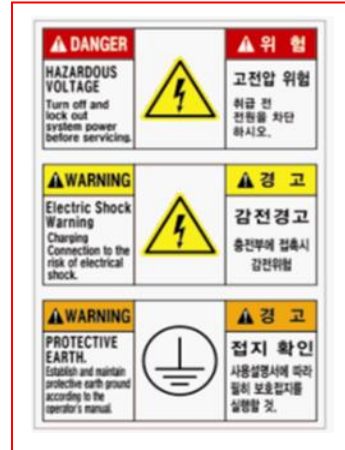 DANGER
HAZARDOUS
VOLTAGE
Turn off and
lock out
system power
before servicing.
위 험
고전압 위험
취급 전
전원을 차단
하시오.
WARNING
Electric Shock
Warning
Charging
Connection to the
risk of electrical
shock.
경 고
감전경고
충전부에 접촉시
감전위험
WARNING
PROTECTIVE
EARTH.
Establish and maintain
protective earth ground
according to the
operator's manual.
경 고
접지 확인
사용설명서에 따라
필히 보호접지를
실행할 것.